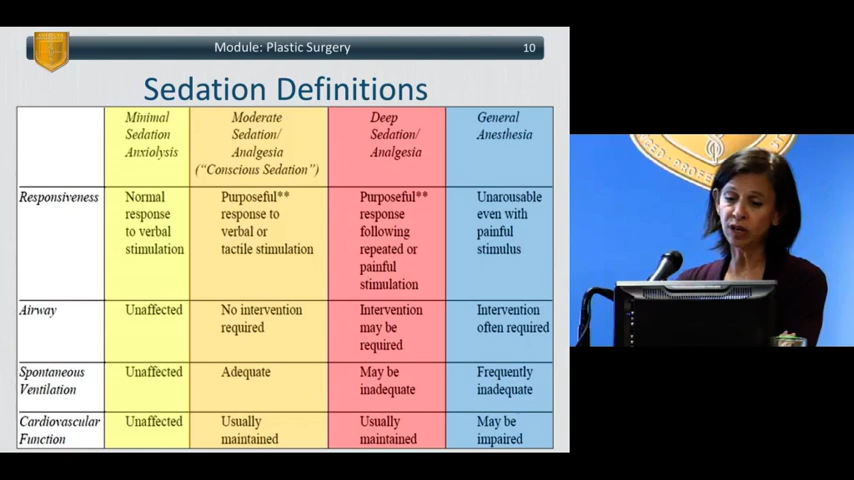 Module: Plastic Surgery 10
Sedation Definitions
Minimal Sedation Anxiolysis
Moderate Sedation/ Analgesia ("Conscious Sedation")
Deep Sedation/ Analgesia
General Anesthesia
Responsiveness
Normal response to verbal stimulation
Purposeful** response to verbal or tactile stimulation
Purposeful** response following repeated or painful stimulation
Unarousable even with painful stimulus
Airway
Unaffected
No intervention required
Intervention may be required
Intervention often required
Spontaneous Ventilation
Unaffected
Adequate
May be inadequate
Frequently inadequate
Cardiovascular Function
Unaffected
Usually maintained
Usually maintained
May be impaired